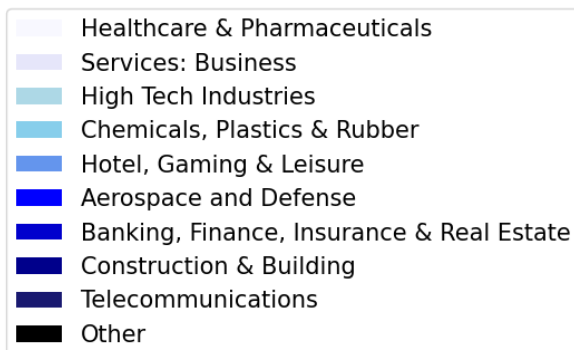 Healthcare & Pharmaceuticals
Services: Business
High Tech Industries
Chemicals, Plastics & Rubber
Hotel, Gaming & Leisure
Aerospace and Defense
Banking, Finance, Insurance & Real Estate
Construction & Building
Telecommunications
Other